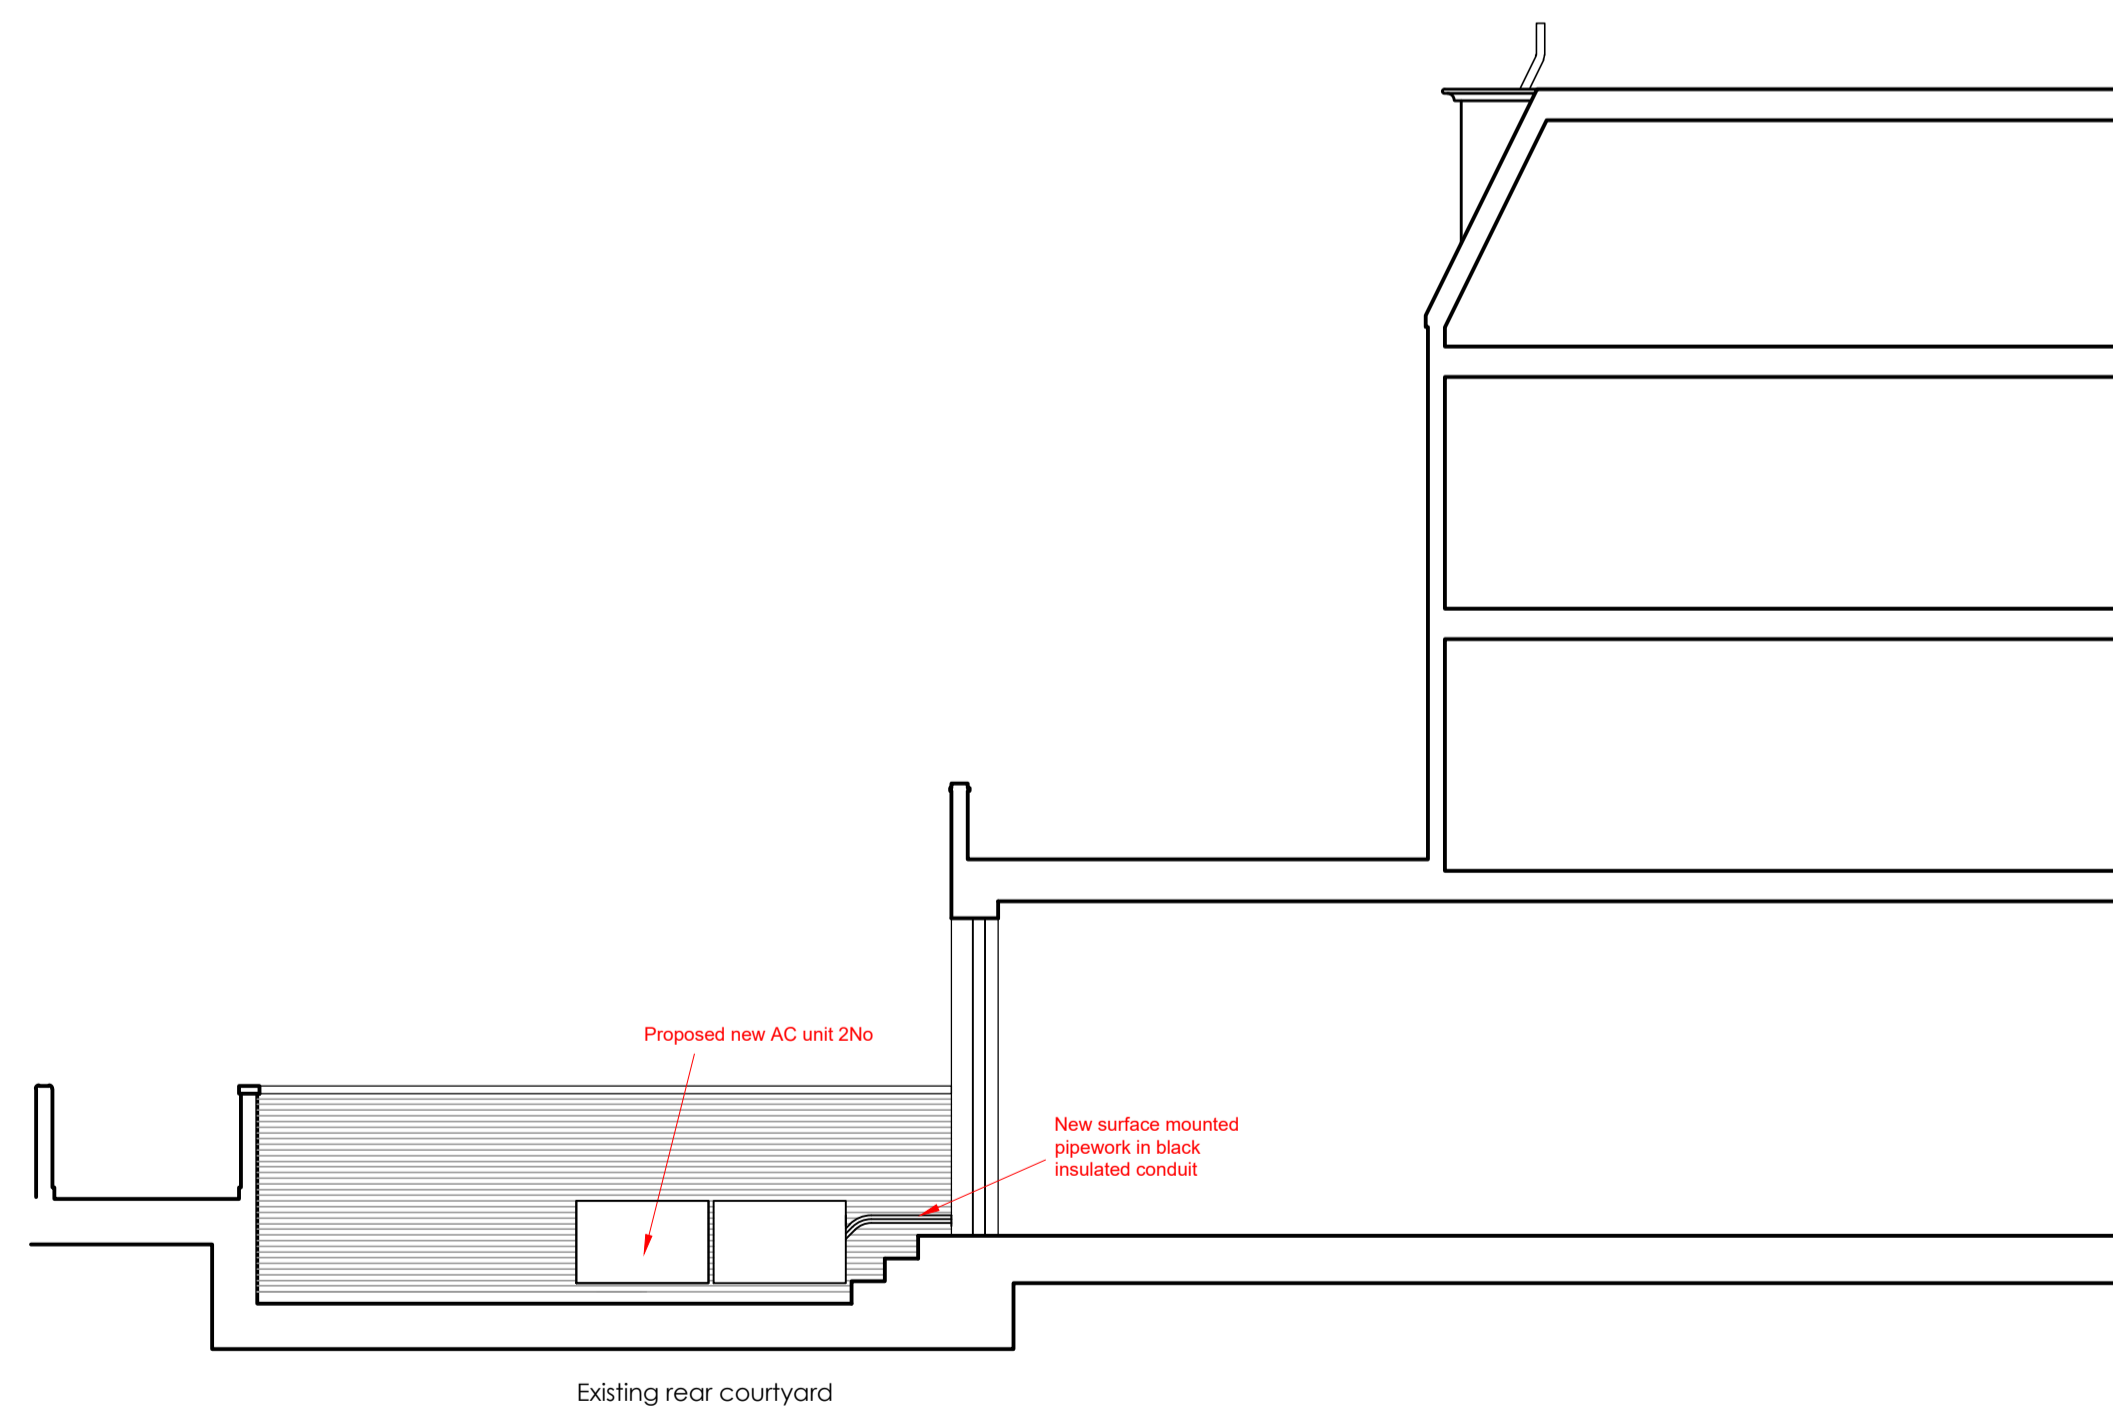 Proposed new AC unit 2No
New surface mounted
pipework in black
insulated conduit
Existing rear courtyard